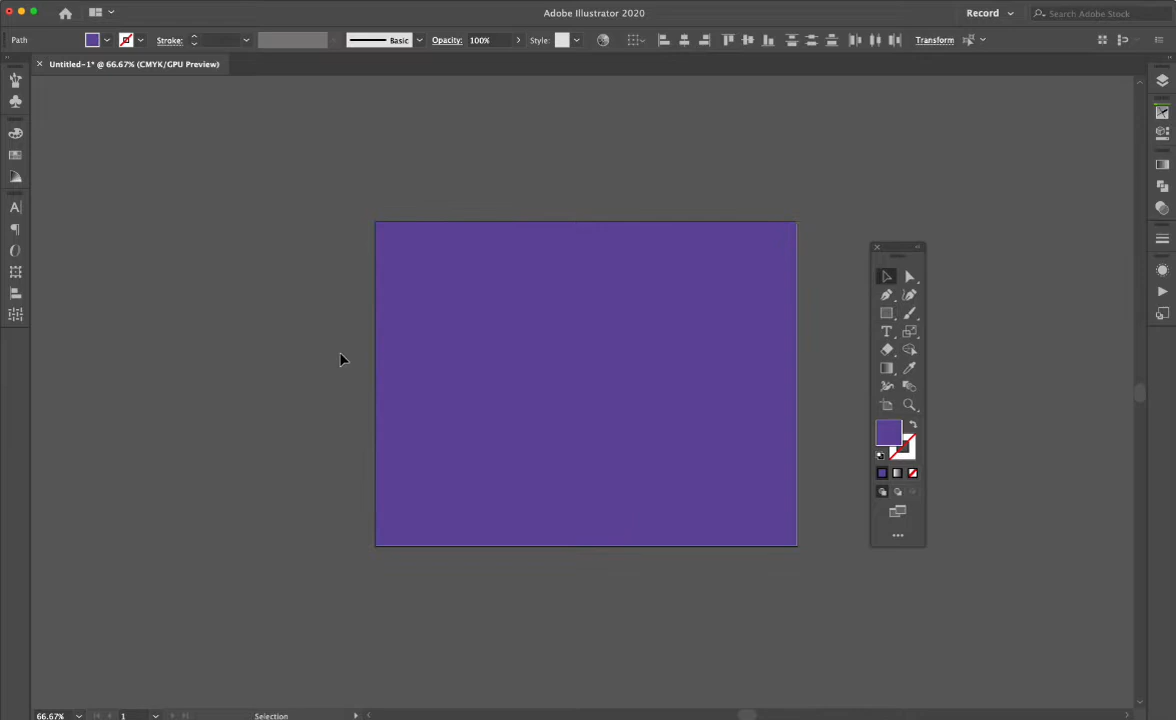 Adobe Illustrator 2020
Record
Search Adobe Stock
Path
Stroke:
Basic
Opacity: 100%
Style:
Transform
Untitled-1* @ 66.67% (CMYK/GPU Preview)
66.67%
1
Selection